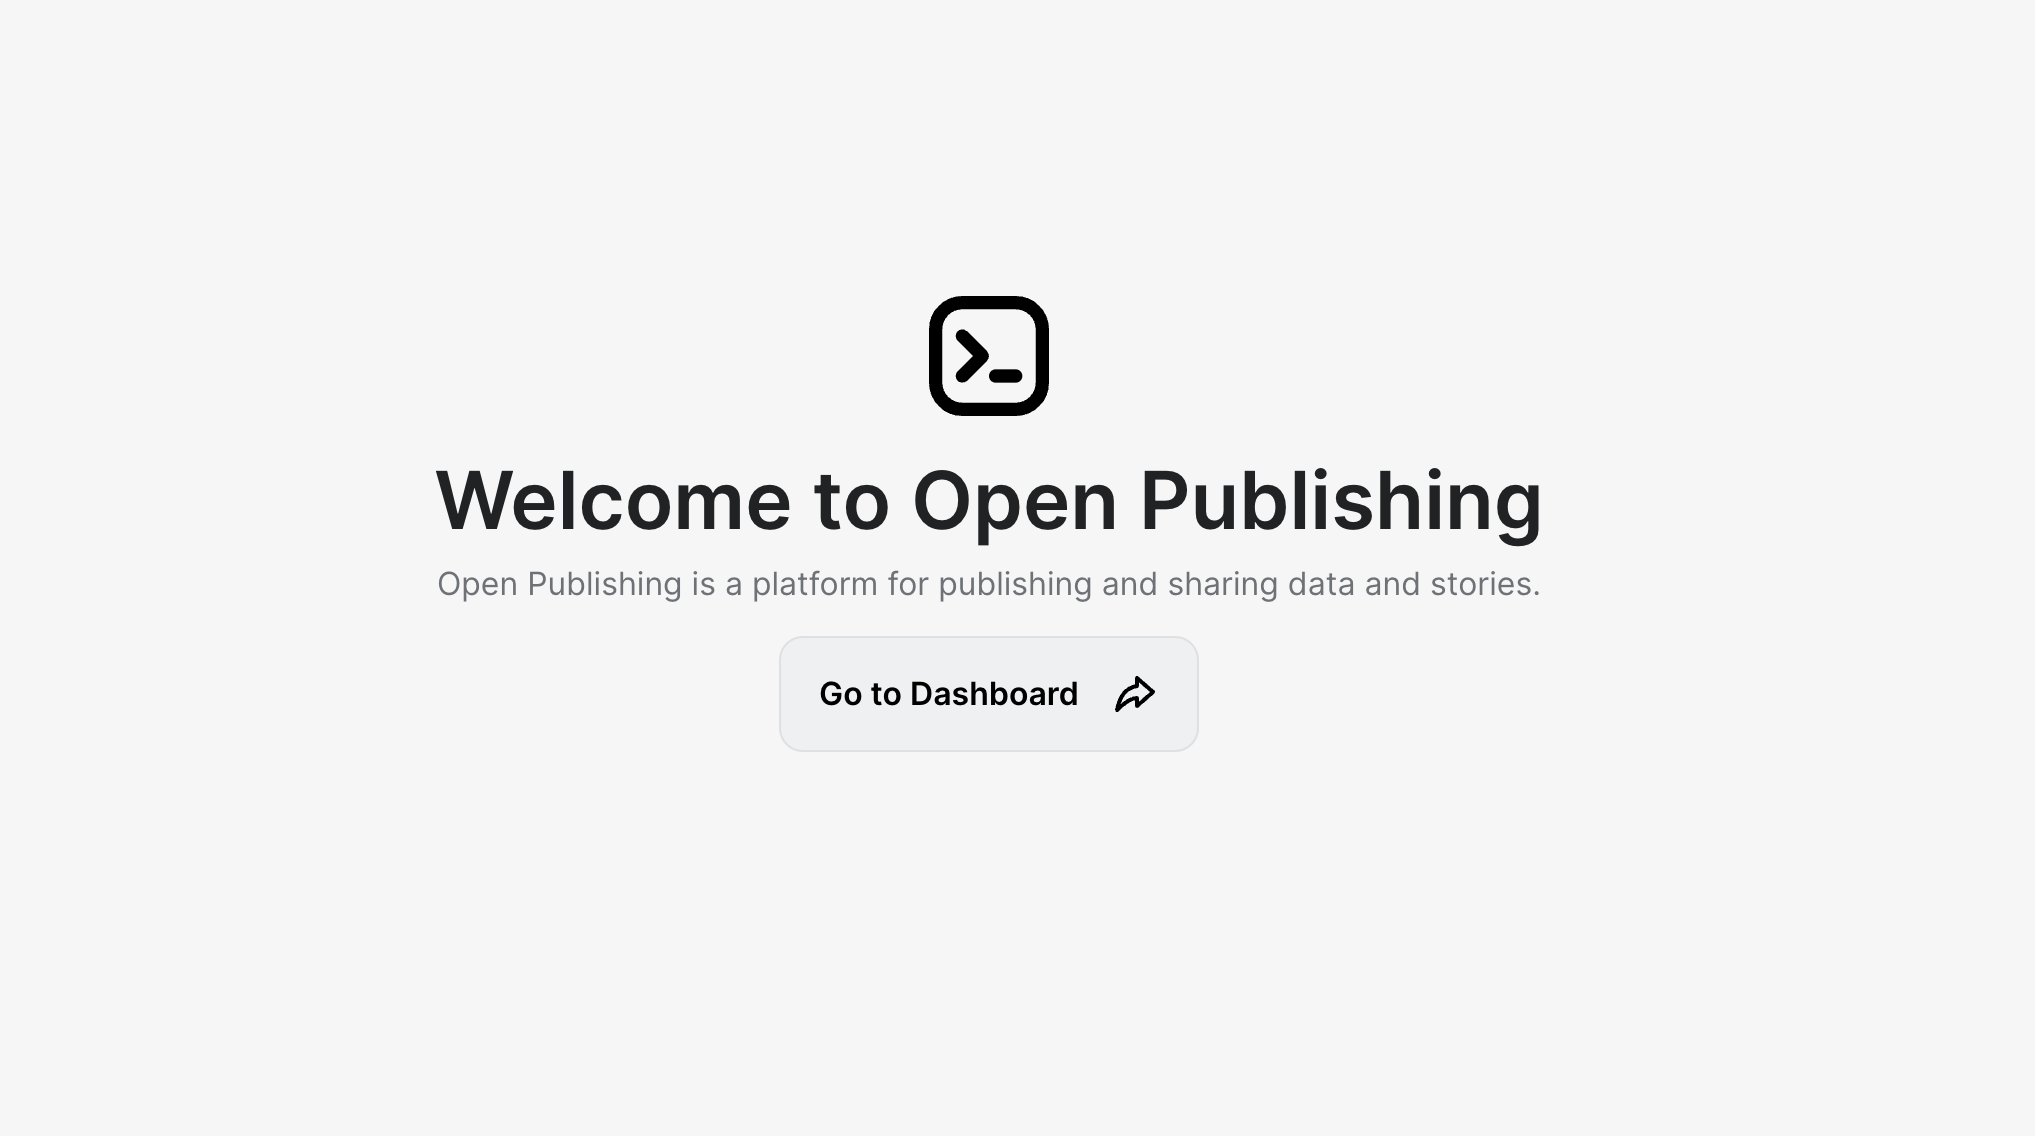 Welcome to Open Publishing
Open Publishing is a platform for publishing and sharing data and stories.
Go to Dashboard